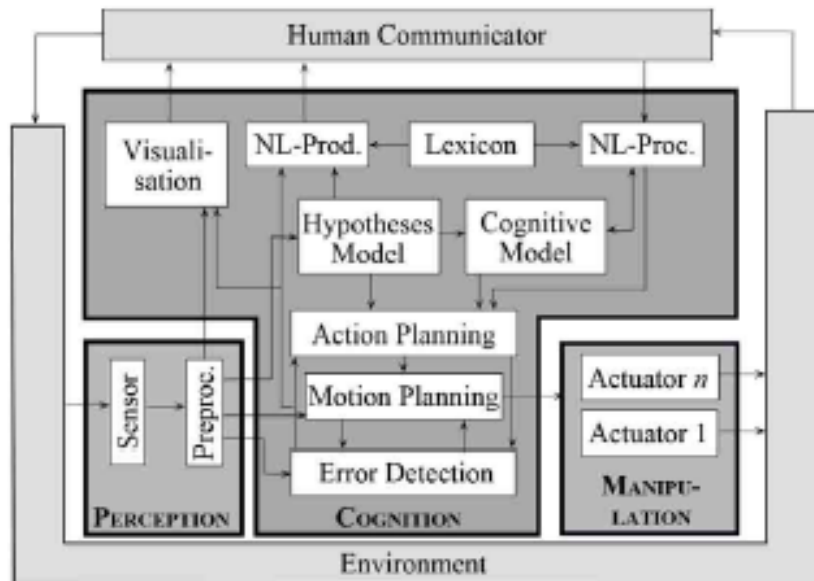 Human Communicator
Visuali-
sation
NL-Prod.
Lexicon
NL-Proc.
Hypotheses
Model
Cognitive
Model
Action Planning
Motion Planning
Error Detection
COGNITION
Sensor
Preproc.
PERCEPTION
Actuator n
Actuator 1
MANIPU-
LATION
Environment